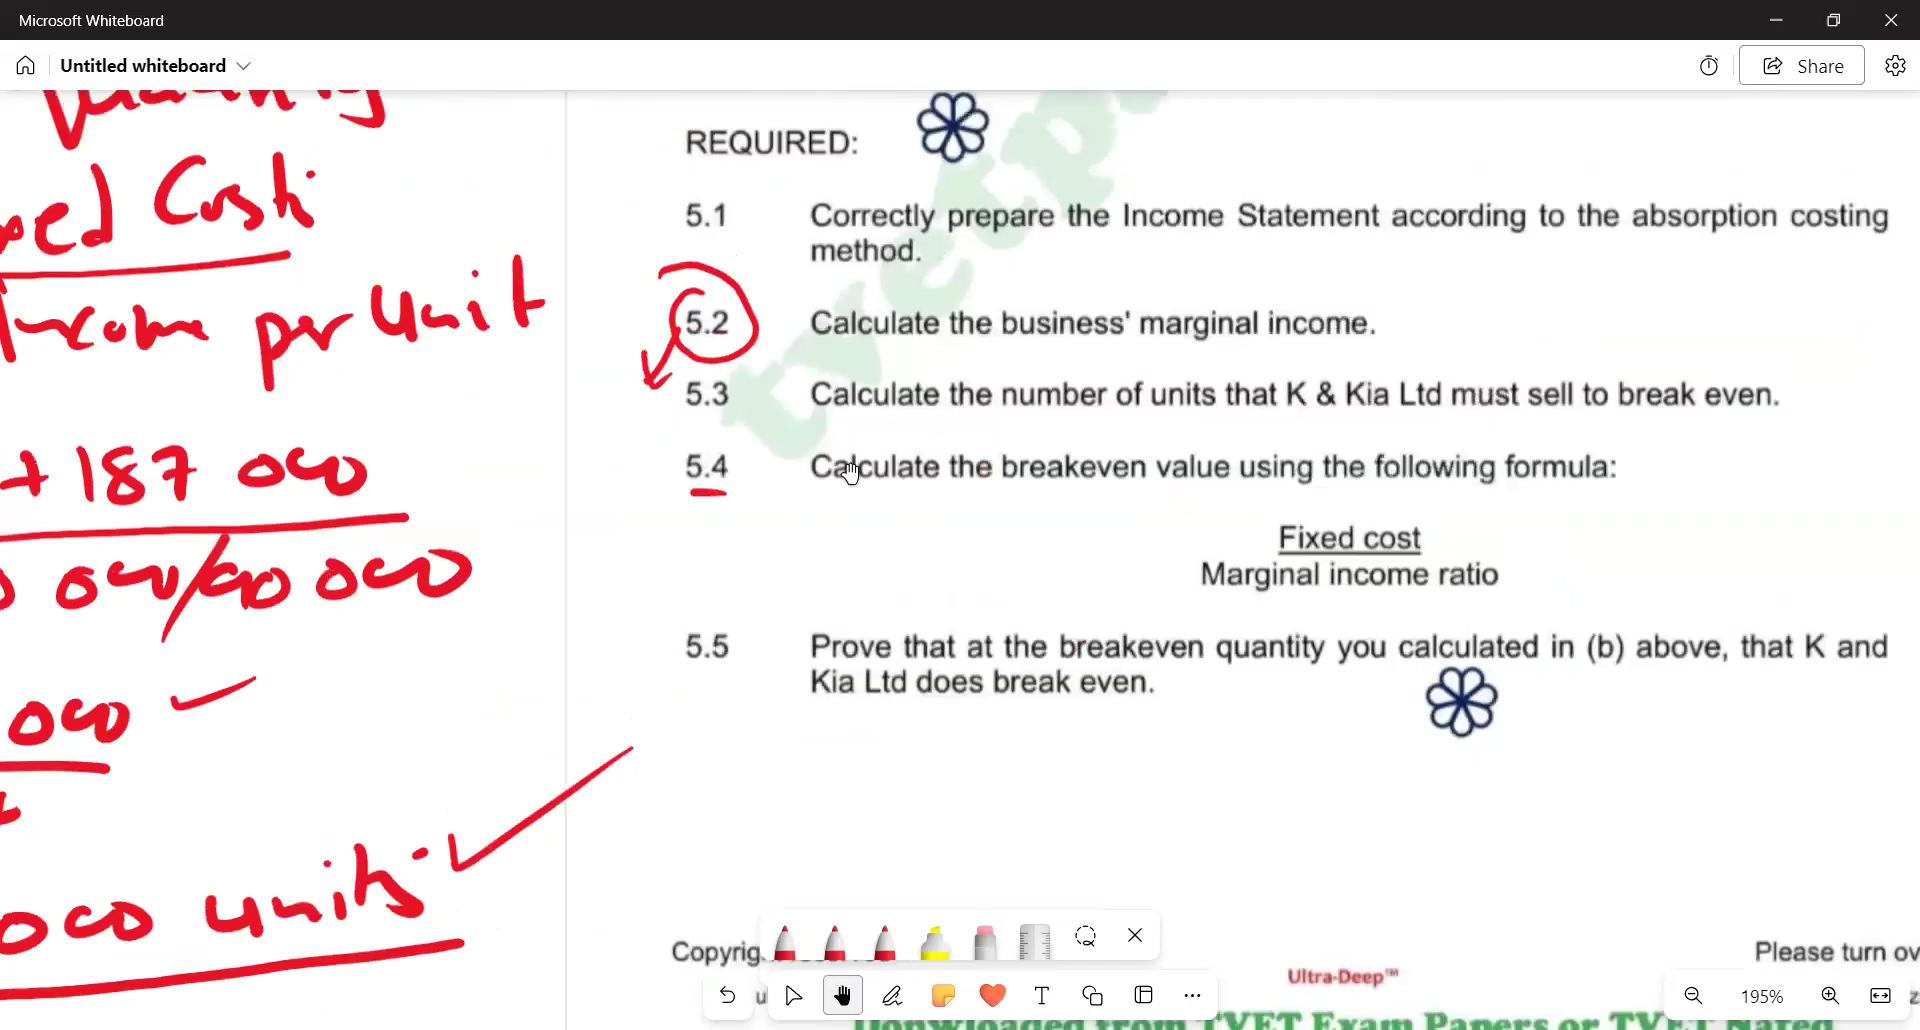 Microsoft Whiteboard
Untitled whiteboard
Share
Costs
Income per unit
+ 187 000
000 units
REQUIRED:
5.1 Correctly prepare the Income Statement according to the absorption costing
method.
5.2 Calculate the business' marginal income.
5.3 Calculate the number of units that K & Kia Ltd must sell to break even.
5.4 Calculate the breakeven value using the following formula:
Fixed cost
Marginal income ratio
5.5 Prove that at the breakeven quantity you calculated in (b) above, that K and
Kia Ltd does break even.
Please turn ov
Ultra-Deep™
195%